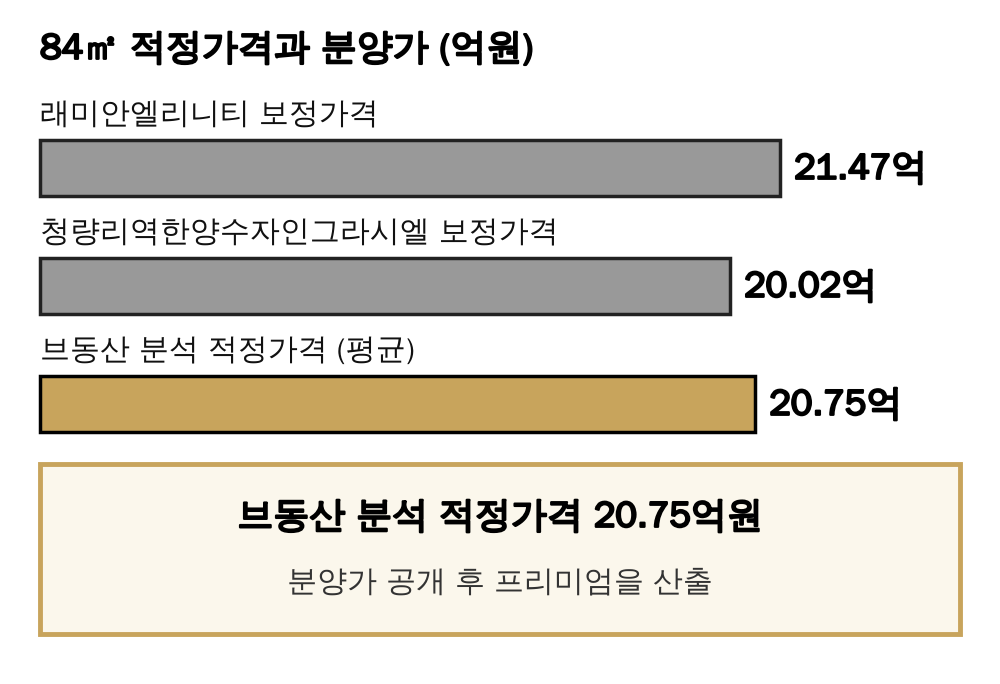 84㎡ 적정가격과 분양가 (억원)
래미안엘리니티 보정가격
21.47억
청량리역한양수자인그라시엘 보정가격
20.02억
브동산 분석 적정가격 (평균)
20.75억
브동산 분석 적정가격 20.75억원
분양가 공개 후 프리미엄을 산출